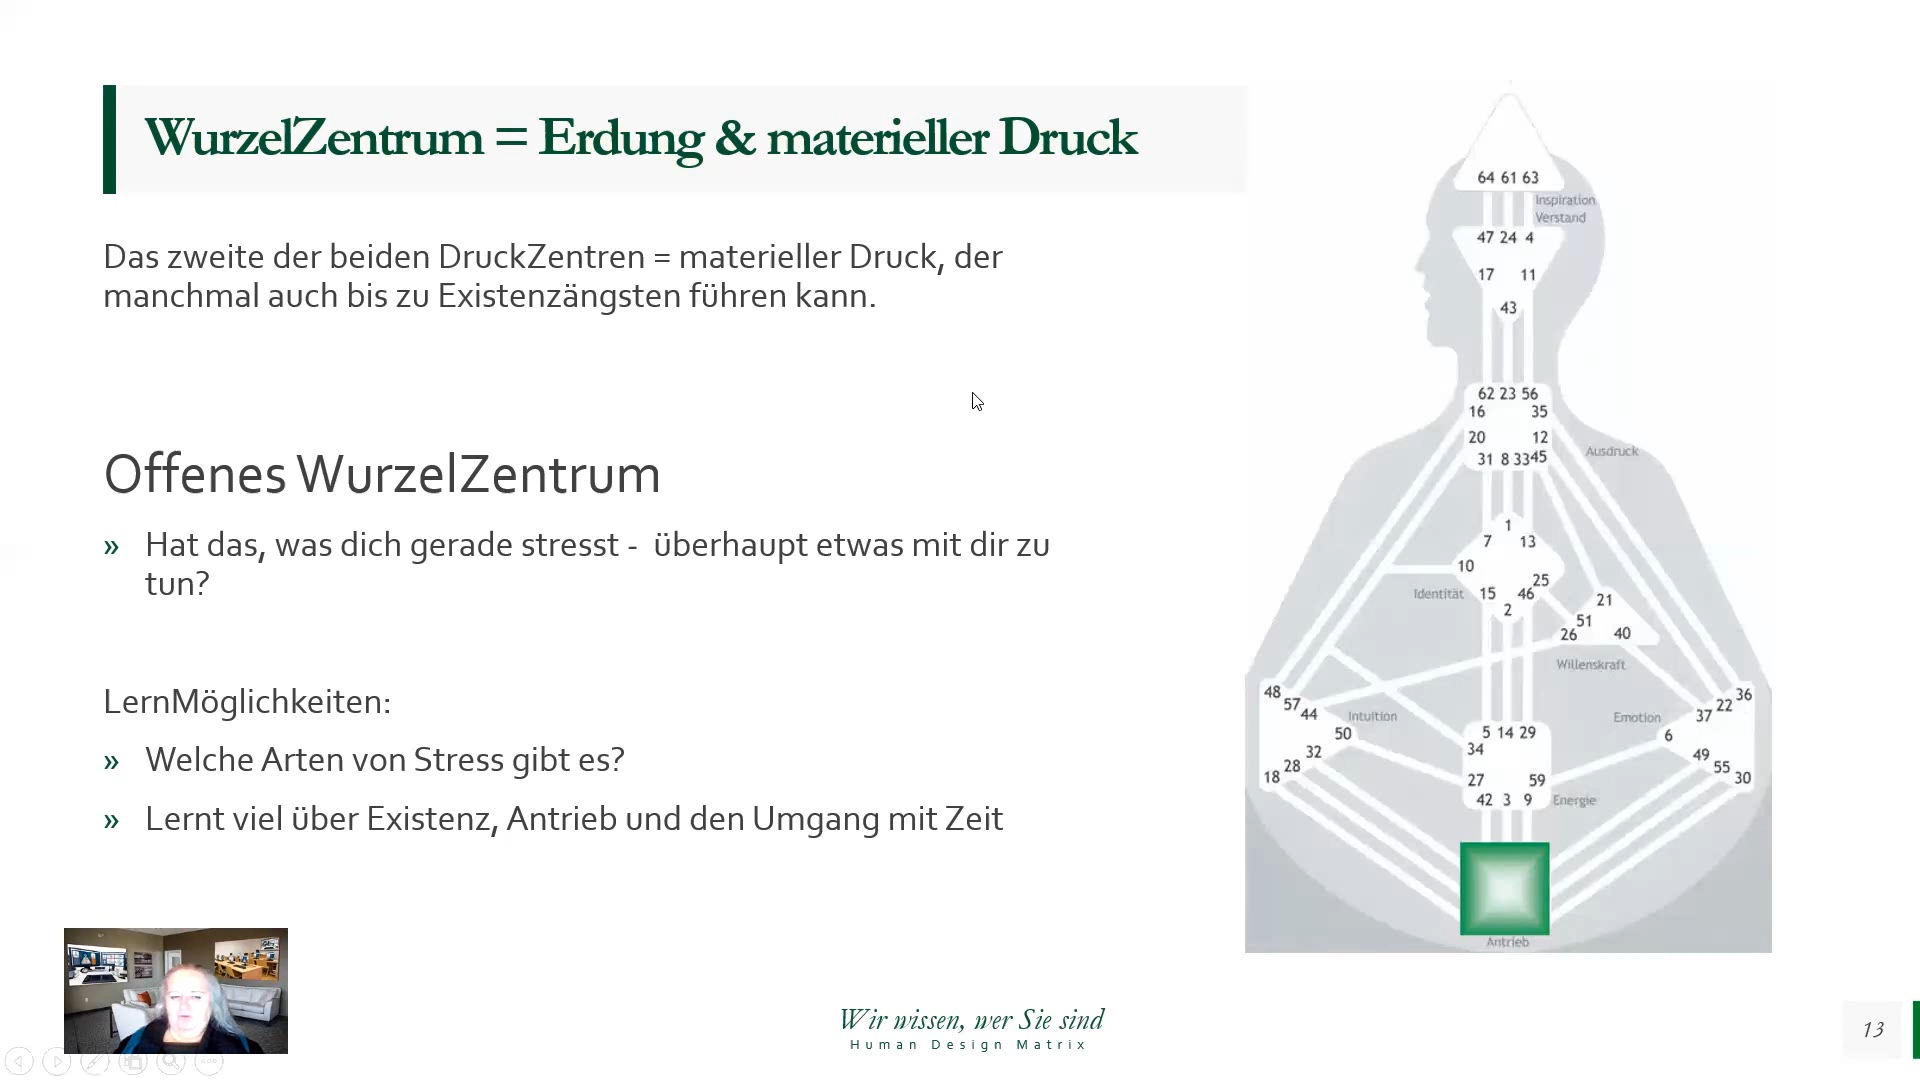 WurzelZentrum = Erdung & materieller Druck
Das zweite der beiden DruckZentren = materieller Druck, der
manchmal auch bis zu Existenzängsten führen kann.
Offenes WurzelZentrum
» Hat das, was dich gerade stresst - überhaupt etwas mit dir zu
tun?
LernMöglichkeiten:
» Welche Arten von Stress gibt es?
» Lernt viel über Existenz, Antrieb und den Umgang mit Zeit
64 61 63
Inspiration
Verstand
47 24 4
17 11
43
62 23 56
16 35
20 12
31 8 33 45
Ausdruck
1
7 13
10
25
Identität
15 46
2
21
51
26 40
Willenskraft
48
57
44
Intuition
50
32
28
18
5 14 29
34
27 59
42 3 9
Energie
36
22
37
Emotion
6
49
55
30
Antrieb
Wir wissen, wer Sie sind
Human Design Matrix
13